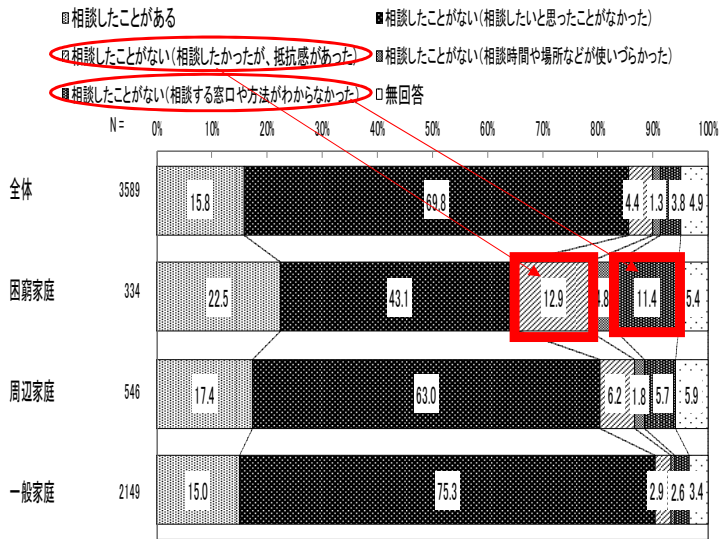 相談したことがある
相談したことがない(相談したいと思ったことがなかった)
相談したことがない(相談したかったが、抵抗感があった)
相談したことがない(相談時間や場所などが使いづらかった)
相談したことがない(相談する窓口や方法がわからなかった)
無回答
N= 0% 10% 20% 30% 40% 50% 60% 70% 80% 90% 100%
全体 3589 15.8 69.8 4.4 1.3 3.8 4.9
困窮家庭 334 22.5 43.1 12.9 4.8 11.4 5.4
周辺家庭 546 17.4 63.0 6.2 1.8 5.7 5.9
一般家庭 2149 15.0 75.3 2.9 2.6 3.4